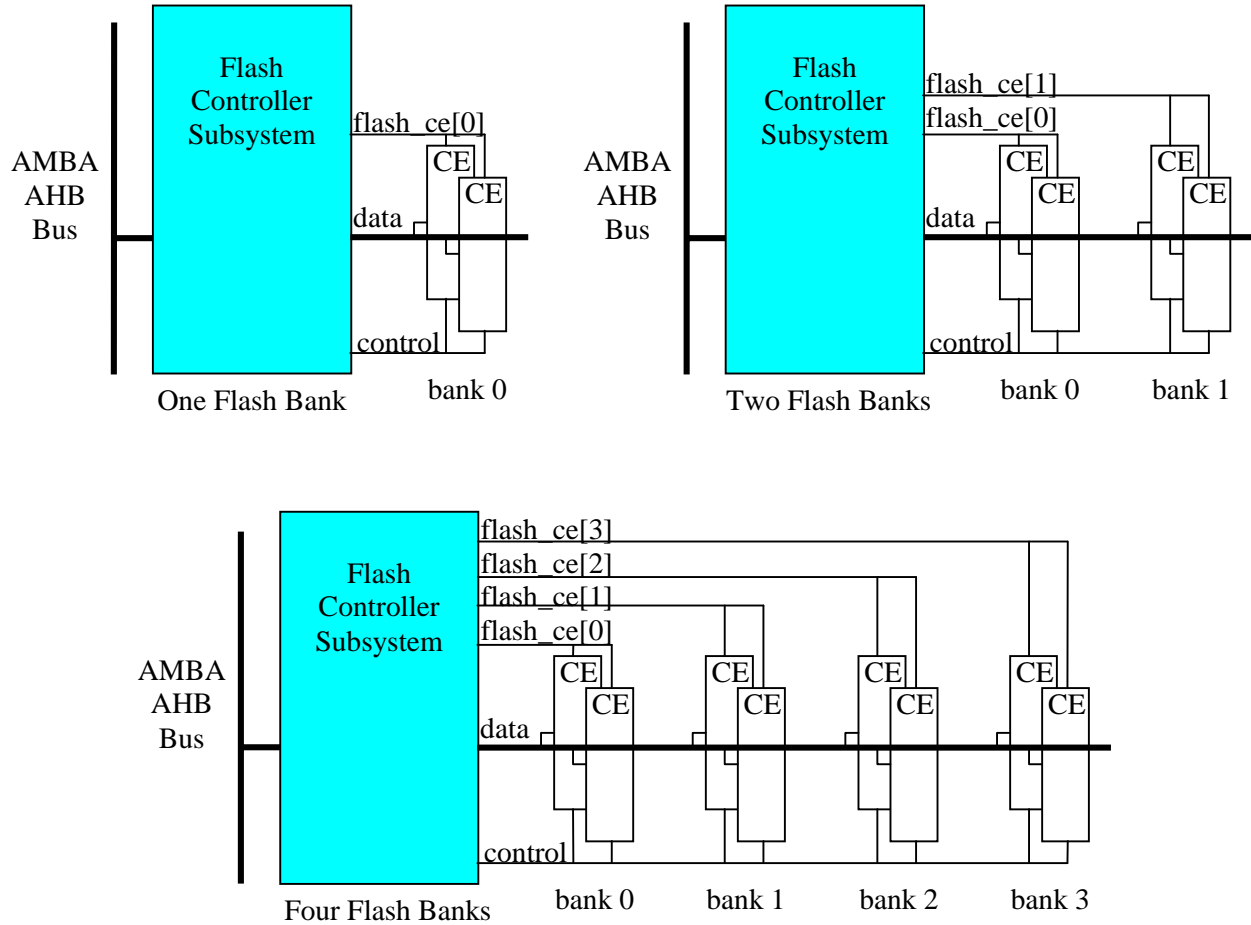 Flash
Controller
Subsystem
flash_ce[0]
CE
CE
AMBA
AHB
Bus
data
control
bank 0
One Flash Bank
Flash
Controller
Subsystem
flash_ce[1]
flash_ce[0]
CE
CE
CE
CE
AMBA
AHB
Bus
data
control
bank 0
bank 1
Two Flash Banks
flash_ce[3]
flash_ce[2]
flash_ce[1]
flash_ce[0]
Flash
Controller
Subsystem
CE
CE
CE
CE
CE
CE
CE
CE
AMBA
AHB
Bus
data
control
bank 0
bank 1
bank 2
bank 3
Four Flash Banks